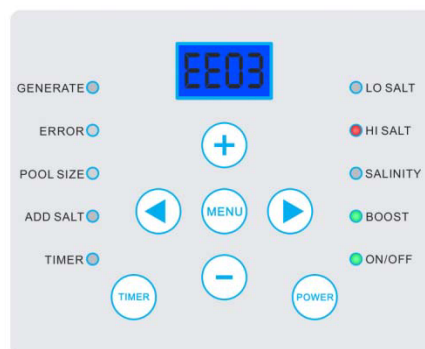 EE03
GENERATE
LO SALT
ERROR
HI SALT
POOL SIZE
SALINITY
MENU
ADD SALT
BOOST
TIMER
ON/OFF
TIMER
POWER